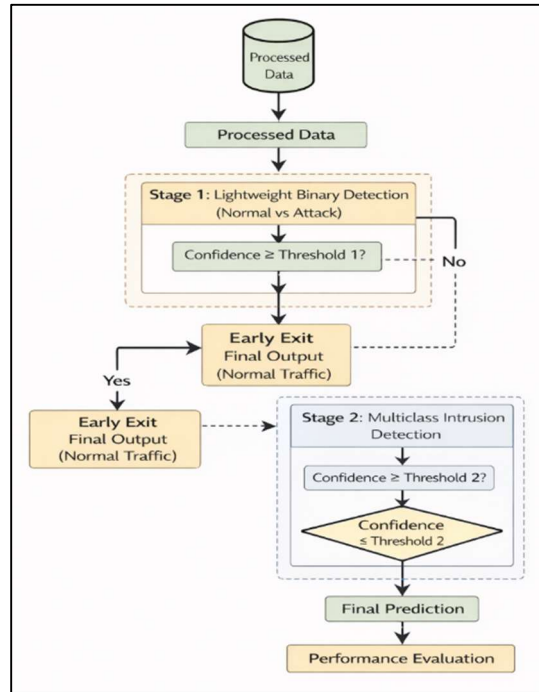 Processed
Data
Processed Data
Stage 1: Lightweight Binary Detection
(Normal vs Attack)
Confidence ≥ Threshold 1?
No
Early Exit
Final Output
(Normal Traffic)
Yes
Early Exit
Final Output
(Normal Traffic)
Stage 2: Multiclass Intrusion
Detection
Confidence ≥ Threshold 2?
Confidence
≤ Threshold 2
Final Prediction
Performance Evaluation